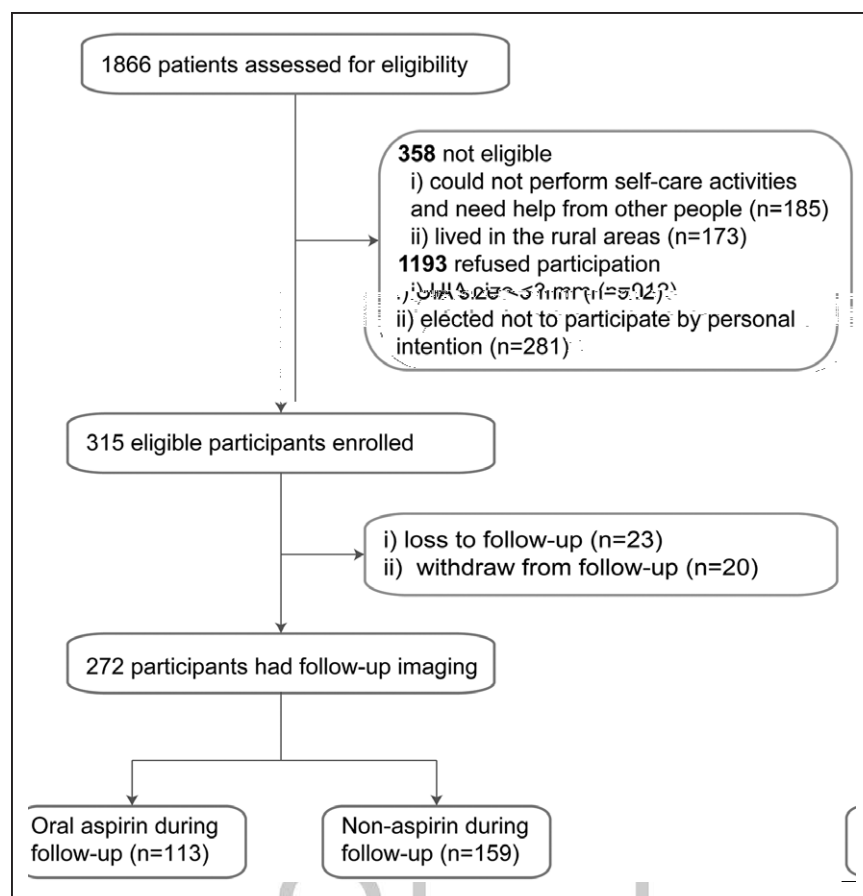 1866 patients assessed for eligibility
358 not eligible
i) could not perform self-care activities
and need help from other people (n=185)
ii) lived in the rural areas (n=173)
1193 refused participation
ii) elected not to participate by personal
intention (n=281)
315 eligible participants enrolled
i) loss to follow-up (n=23)
ii) withdraw from follow-up (n=20)
272 participants had follow-up imaging
Oral aspirin during
follow-up (n=113)
Non-aspirin during
follow-up (n=159)